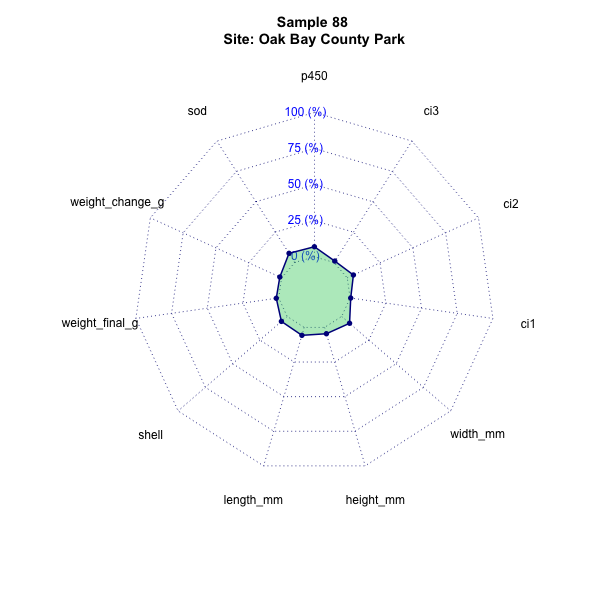 Sample 88
Site: Oak Bay County Park
p450
sod
100 (%)
ci3
75 (%)
50 (%)
weight_change_g
ci2
25 (%)
0 (%)
weight_final_g
ci1
shell
width_mm
length_mm
height_mm